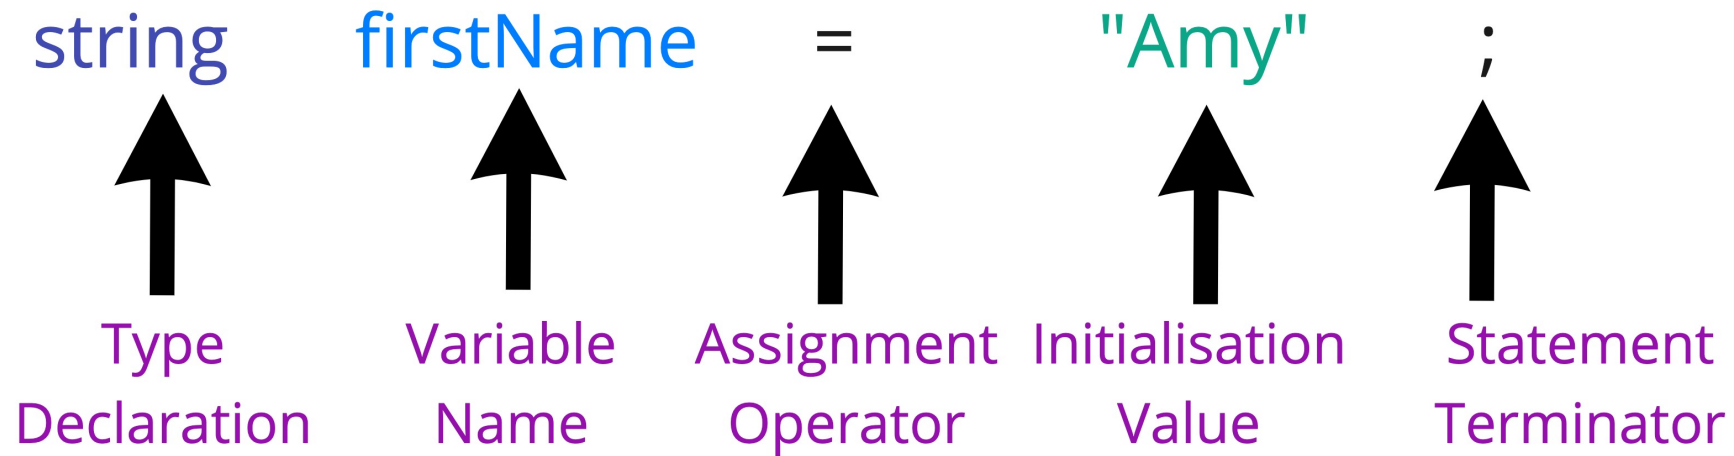 string firstName = "Amy" ;
Type Variable Assignment Initialisation Statement
Declaration Name Operator Value Terminator